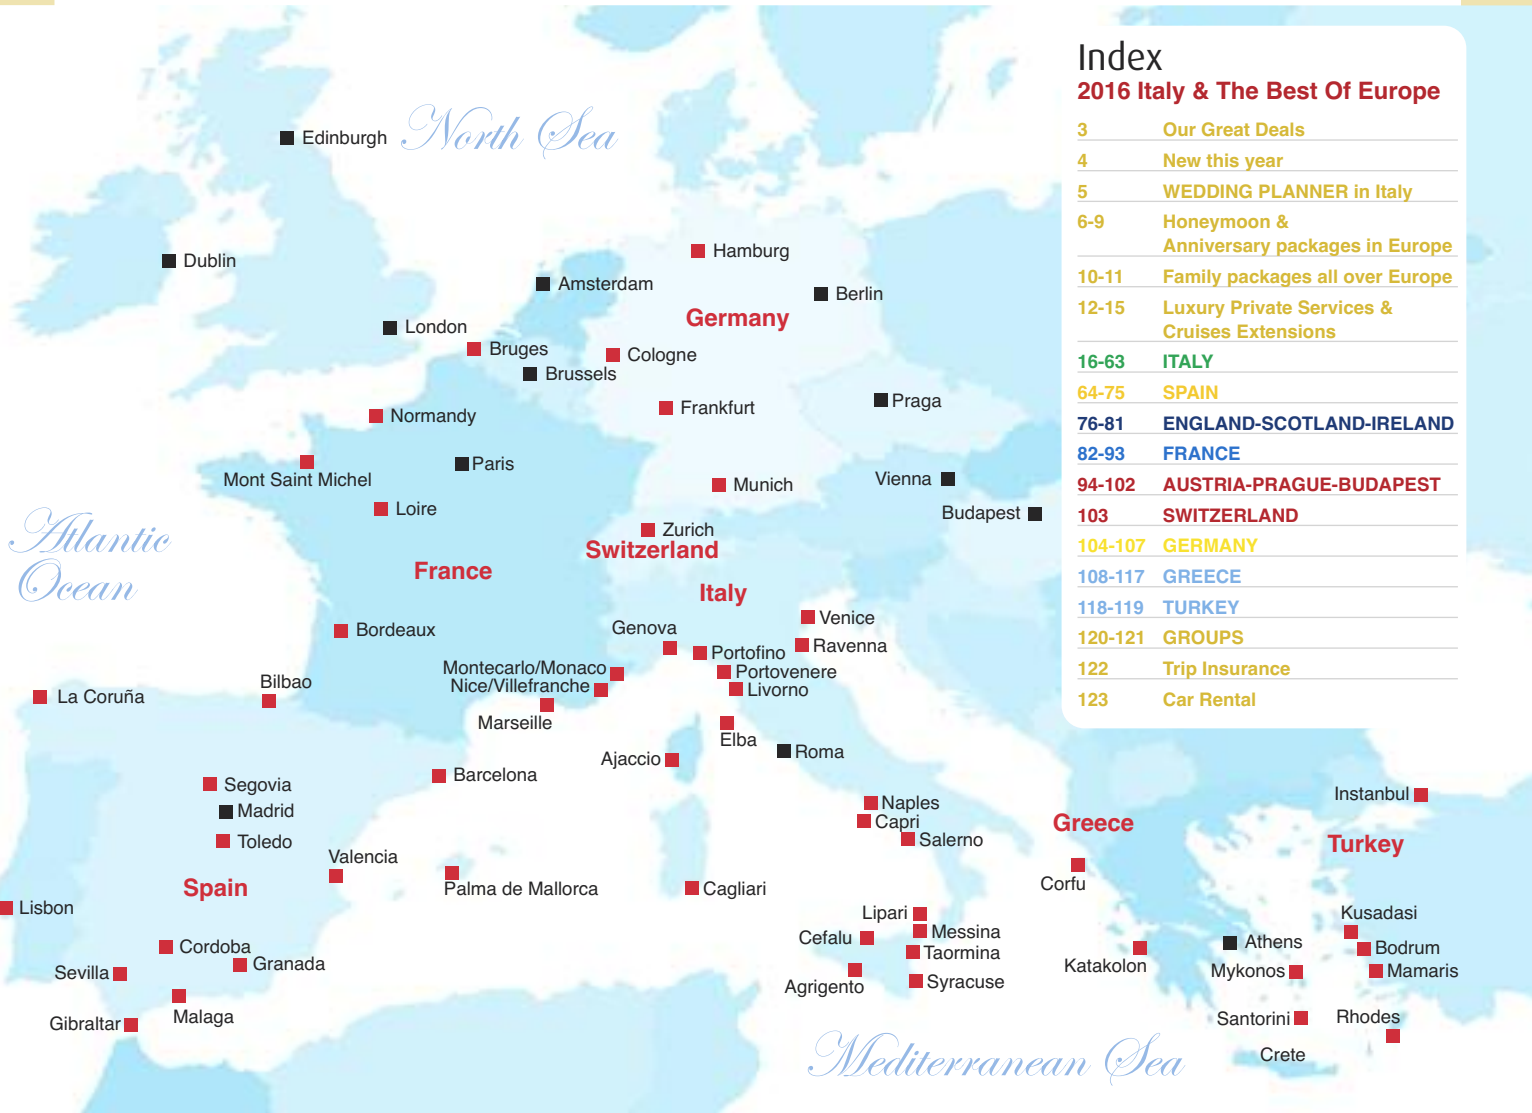 Index
2016 Italy & The Best Of Europe
3 Our Great Deals
4 New this year
5 WEDDING PLANNER in Italy
6-9 Honeymoon &
Anniversary packages in Europe
10-11 Family packages all over Europe
12-15 Luxury Private Services &
Cruises Extensions
16-63 ITALY
64-75 SPAIN
76-81 ENGLAND-SCOTLAND-IRELAND
82-93 FRANCE
94-102 AUSTRIA-PRAGUE-BUDAPEST
103 SWITZERLAND
104-107 GERMANY
108-117 GREECE
118-119 TURKEY
120-121 GROUPS
122 Trip Insurance
123 Car Rental
North Sea
Edinburgh
Dublin
Hamburg
Amsterdam
Berlin
Germany
London
Bruges
Cologne
Brussels
Praga
Frankfurt
Normandy
Paris
Mont Saint Michel
Vienna
Munich
Loire
Budapest
Zurich
Switzerland
Atlantic
Ocean
France
Italy
Venice
Genova
Bordeaux
Ravenna
Portofino
Montecarlo/Monaco
Portovenere
Nice/Villefranche
Livorno
Bilbao
La Coruña
Marseille
Elba
Roma
Ajaccio
Barcelona
Segovia
Madrid
Toledo
Naples
Capri
Salerno
Instanbul
Greece
Turkey
Valencia
Palma de Mallorca
Cagliari
Spain
Corfu
Lisbon
Lipari
Messina
Cefalu
Taormina
Kusadasi
Athens
Bodrum
Cordoba
Granada
Sevilla
Katakolon
Mykonos
Mamaris
Agrigento
Syracuse
Malaga
Gibraltar
Santorini
Rhodes
Crete
Mediterranean Sea